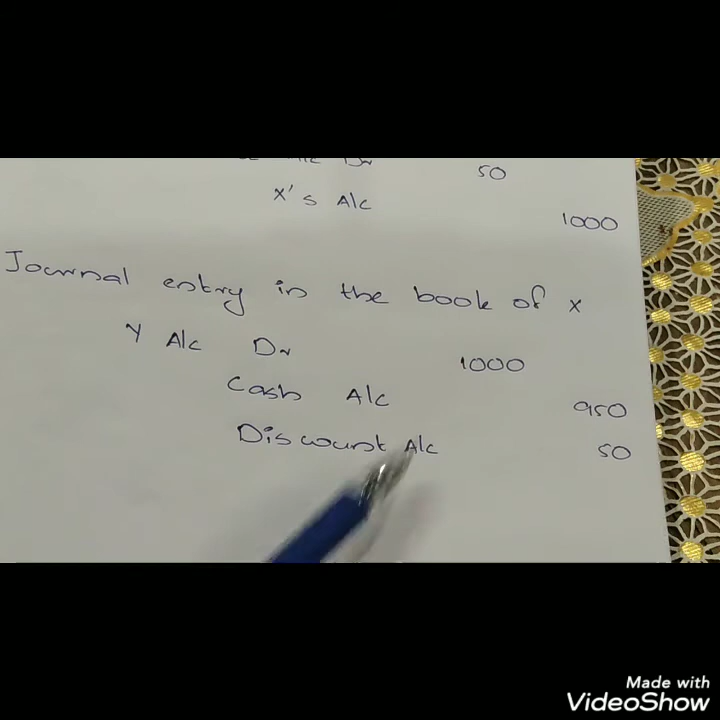 50
X's A/c
1000
Journal entry in the book of x
Y A/c Dr 1000
Cash A/c 950
Discount A/c 50
Made with
VideoShow